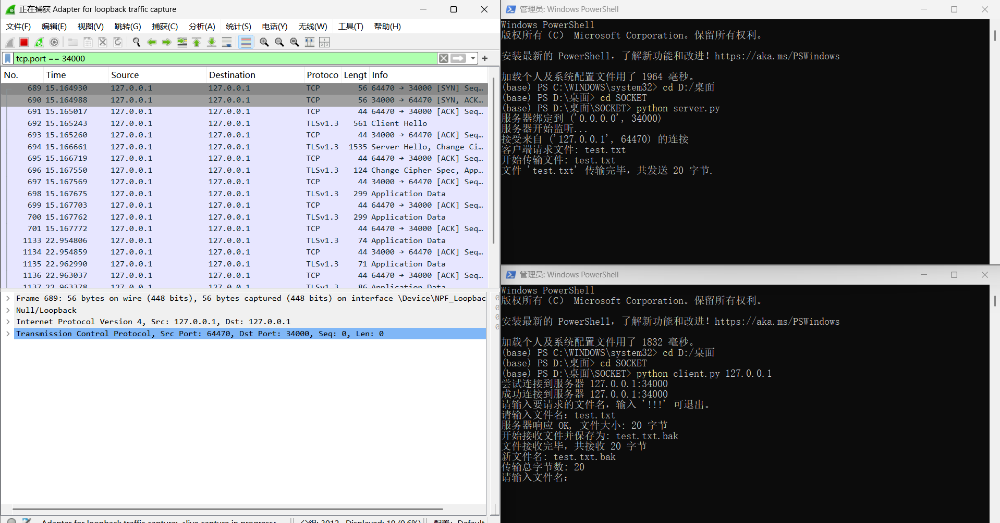 正在捕获 Adapter for loopback traffic capture
文件(F) 编辑(E) 视图(V) 跳转(G) 捕获(C) 分析(A) 统计(S) 电话(Y) 无线(W) 工具(T) 帮助(H)
tcp.port == 34000
No. Time Source Destination Protoco Lengt Info
689 15.164930 127.0.0.1 127.0.0.1 TCP 56 64470 → 34000 [SYN] Seq…
690 15.164988 127.0.0.1 127.0.0.1 TCP 56 34000 → 64470 [SYN, ACK…
691 15.165017 127.0.0.1 127.0.0.1 TCP 44 64470 → 34000 [ACK] Seq…
692 15.165243 127.0.0.1 127.0.0.1 TLSv1.3 561 Client Hello
693 15.165260 127.0.0.1 127.0.0.1 TCP 44 34000 → 64470 [ACK] Seq…
694 15.166661 127.0.0.1 127.0.0.1 TLSv1.3 1535 Server Hello, Change Ci…
695 15.166719 127.0.0.1 127.0.0.1 TCP 44 64470 → 34000 [ACK] Seq…
696 15.167550 127.0.0.1 127.0.0.1 TLSv1.3 124 Change Cipher Spec, App…
697 15.167569 127.0.0.1 127.0.0.1 TCP 44 34000 → 64470 [ACK] Seq…
698 15.167675 127.0.0.1 127.0.0.1 TLSv1.3 299 Application Data
699 15.167703 127.0.0.1 127.0.0.1 TCP 44 64470 → 34000 [ACK] Seq…
700 15.167762 127.0.0.1 127.0.0.1 TLSv1.3 299 Application Data
701 15.167772 127.0.0.1 127.0.0.1 TCP 44 64470 → 34000 [ACK] Seq…
1133 22.954806 127.0.0.1 127.0.0.1 TLSv1.3 74 Application Data
1134 22.954859 127.0.0.1 127.0.0.1 TCP 44 34000 → 64470 [ACK] Seq…
1135 22.962990 127.0.0.1 127.0.0.1 TLSv1.3 71 Application Data
1136 22.963037 127.0.0.1 127.0.0.1 TCP 44 64470 → 34000 [ACK] Seq…
1137 22.963378 127.0.0.1 127.0.0.1 TLSv1.3 86 Application Data
Frame 689: 56 bytes on wire (448 bits), 56 bytes captured (448 bits) on interface \Device\NPF_Loopbac
Null/Loopback
Internet Protocol Version 4, Src: 127.0.0.1, Dst: 127.0.0.1
Transmission Control Protocol, Src Port: 64470, Dst Port: 34000, Seq: 0, Len: 0
Adapter for loopback traffic capture: <live capture in progress> 分组: 3012 Displayed: 19 (0.6%) 配置: Default
管理员: Windows PowerShell
Windows PowerShell
版权所有（C） Microsoft Corporation。保留所有权利。
安装最新的 PowerShell，了解新功能和改进！https://aka.ms/PSWindows
加载个人及系统配置文件用了 1964 毫秒。
(base) PS C:\WINDOWS\system32> cd D:/桌面
(base) PS D:\桌面> cd SOCKET
(base) PS D:\桌面\SOCKET> python server.py
服务器绑定到 ('0.0.0.0', 34000)
服务器开始监听...
接受来自 ('127.0.0.1', 64470) 的连接
客户端请求文件: test.txt
开始传输文件: test.txt
文件 'test.txt' 传输完毕，共发送 20 字节.
管理员: Windows PowerShell
Windows PowerShell
版权所有（C） Microsoft Corporation。保留所有权利。
安装最新的 PowerShell，了解新功能和改进！https://aka.ms/PSWindows
加载个人及系统配置文件用了 1832 毫秒。
(base) PS C:\WINDOWS\system32> cd D:/桌面
(base) PS D:\桌面> cd SOCKET
(base) PS D:\桌面\SOCKET> python client.py 127.0.0.1
尝试连接到服务器 127.0.0.1:34000
成功连接到服务器 127.0.0.1:34000
请输入要请求的文件名，输入 '!!!' 可退出。
请输入文件名：test.txt
服务器响应 OK, 文件大小: 20 字节
开始接收文件并保存为: test.txt.bak
文件接收完毕，共接收 20 字节
新文件名: test.txt.bak
传输总字节数: 20
请输入文件名：